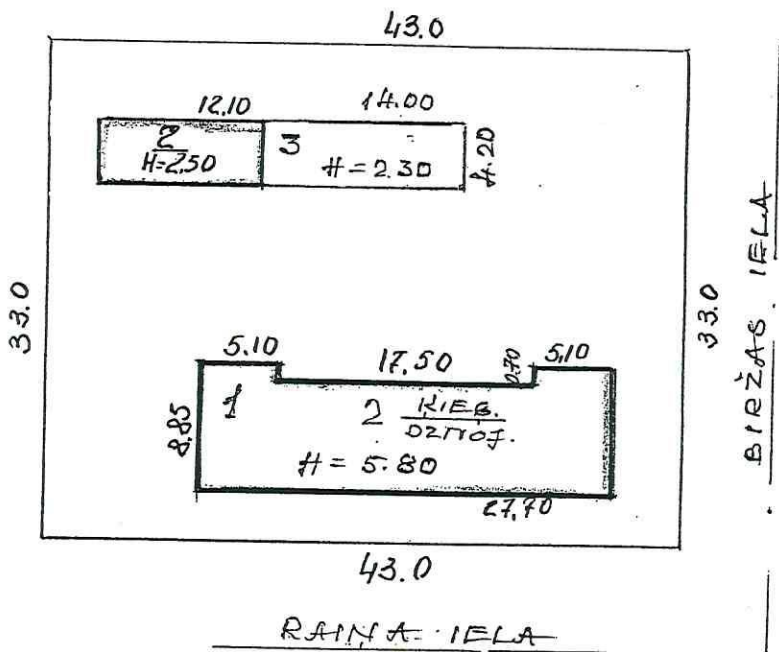 43.0
12.10
14.00
2
H=2.50
3
H=2.30
4.20
33.0
33.0
BIRŽAS. IELA
5.10
17.50
0.70
5.10
1
2 ĶIEĢ.
DZĪVOJ.
8.85
H=5.80
27.70
43.0
RAIŅA IELA